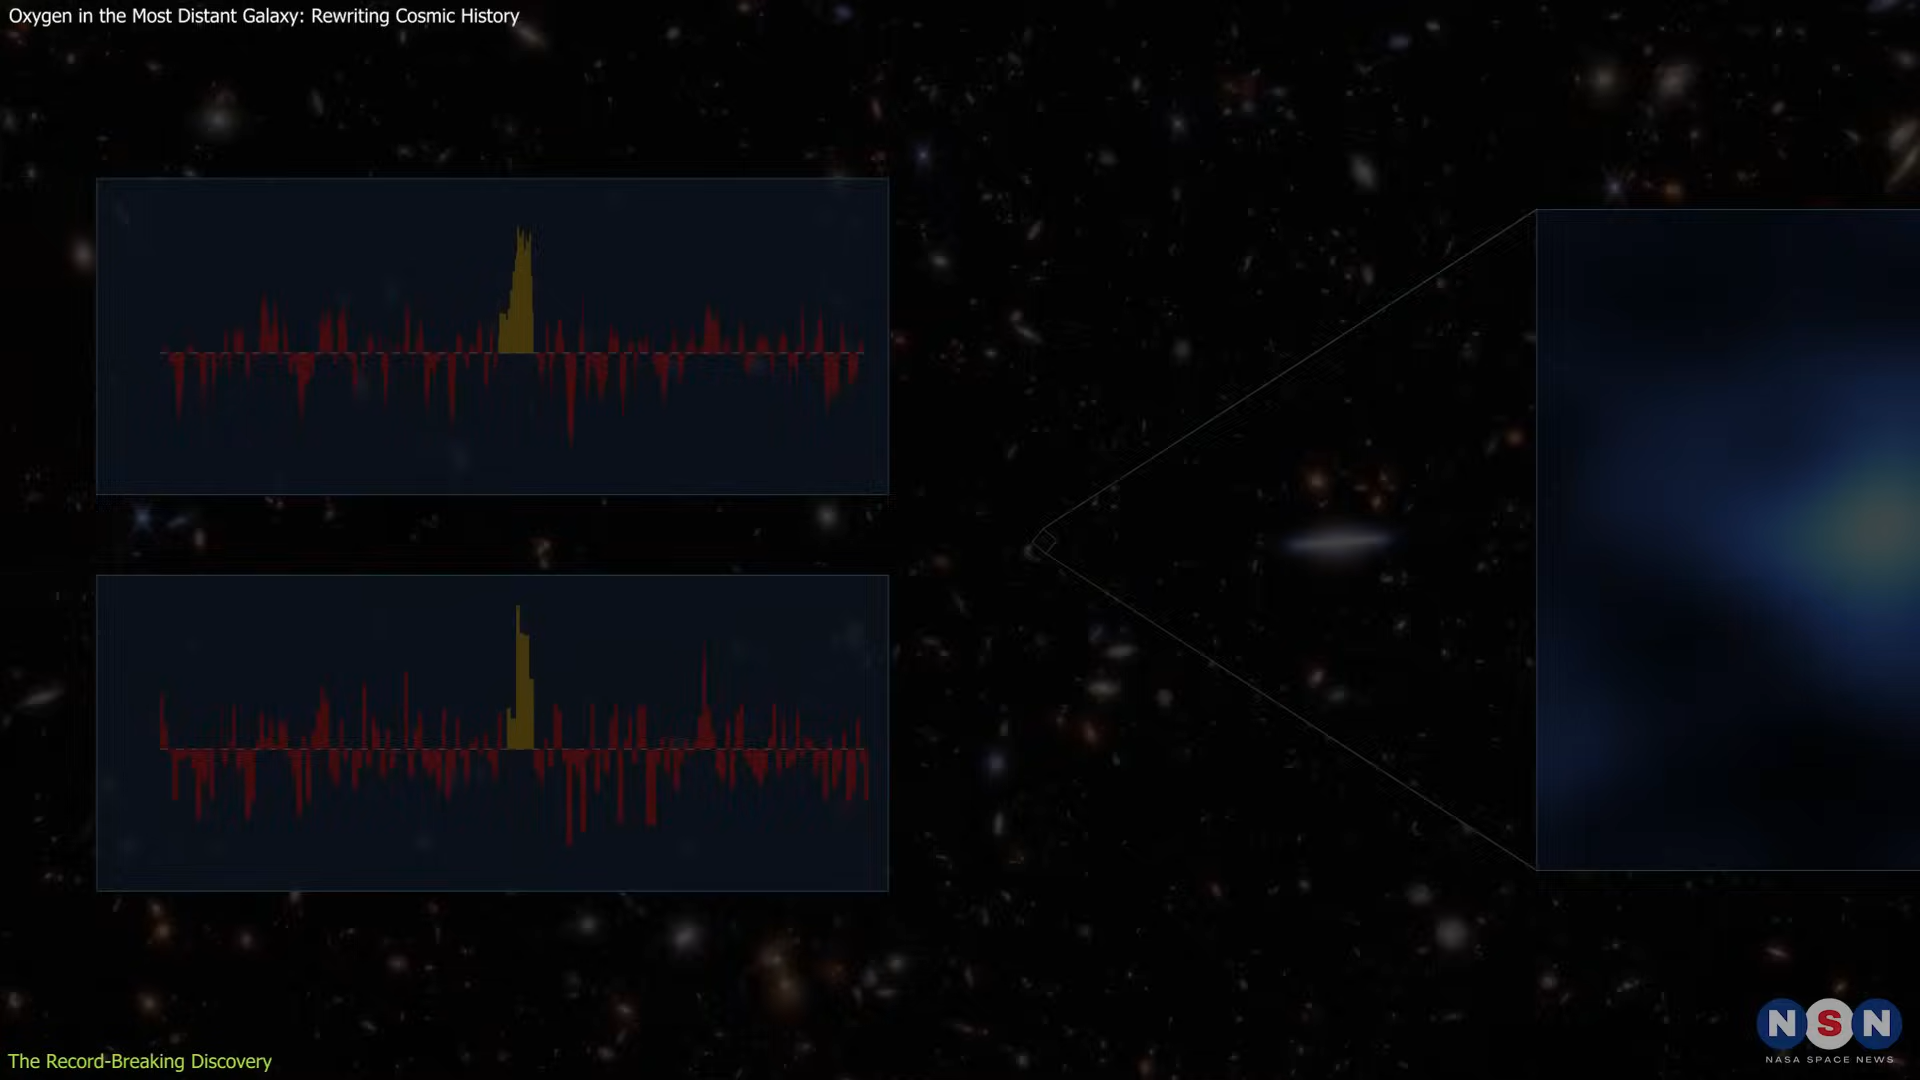 Oxygen in the Most Distant Galaxy: Rewriting Cosmic History
The Record-Breaking Discovery
NSN
NASA SPACE NEWS